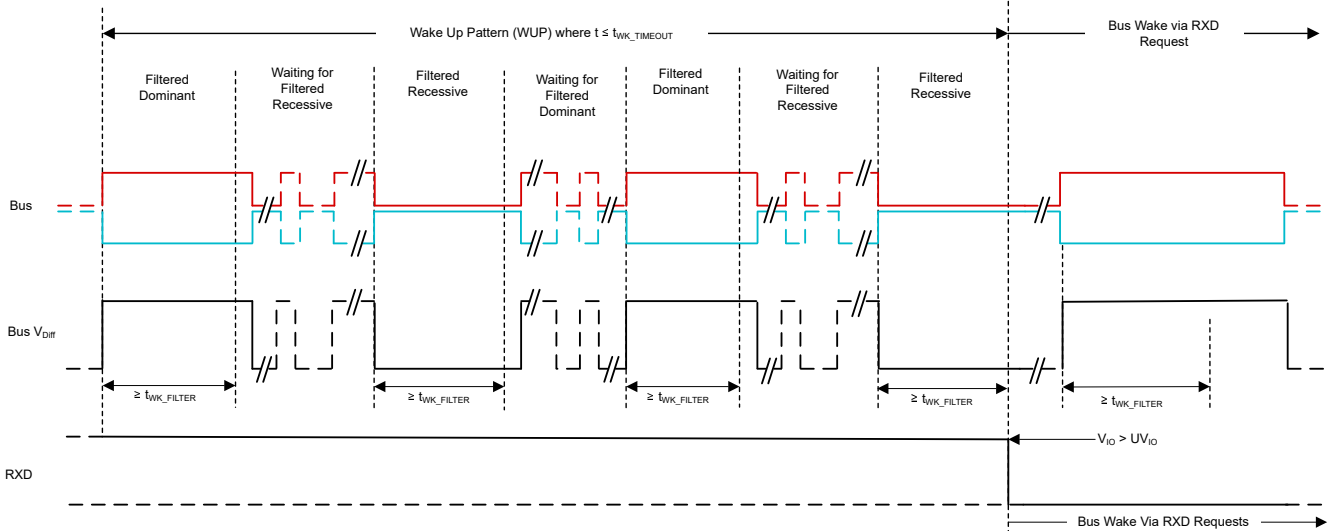 Wake Up Pattern (WUP) where t ≤ tWK_TIMEOUT
Bus Wake via RXD
Request
Filtered
Dominant
Waiting for
Filtered
Recessive
Filtered
Recessive
Waiting for
Filtered
Dominant
Filtered
Dominant
Waiting for
Filtered
Recessive
Filtered
Recessive
Bus
Bus VDiff
≥ tWK_FILTER
≥ tWK_FILTER
≥ tWK_FILTER
≥ tWK_FILTER
≥ tWK_FILTER
VIO > UVIO
RXD
Bus Wake Via RXD Requests